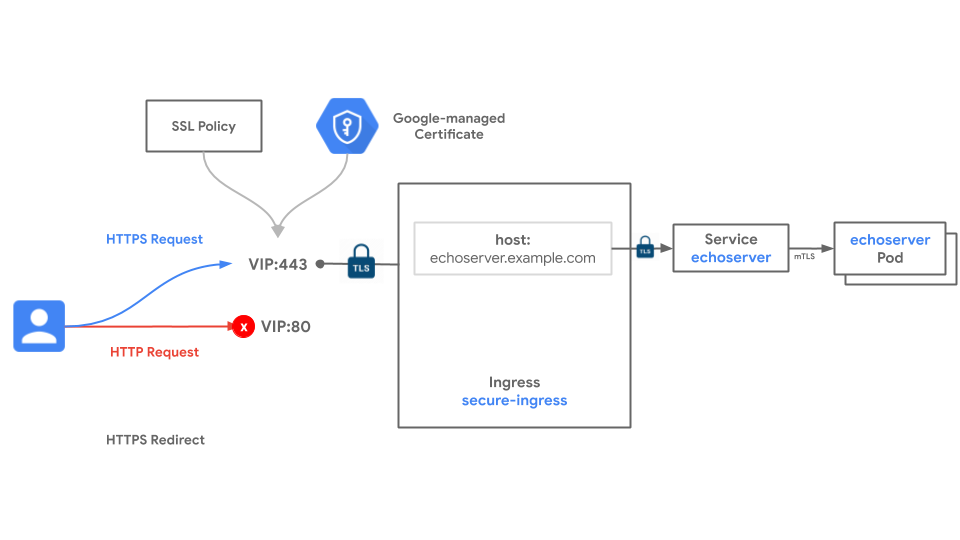 SSL Policy
Google-managed
Certificate
HTTPS Request
VIP:443
TLS
host:
echoserver.example.com
TLS
Service
echoserver
mTLS
echoserver
Pod
x
VIP:80
HTTP Request
Ingress
secure-ingress
HTTPS Redirect